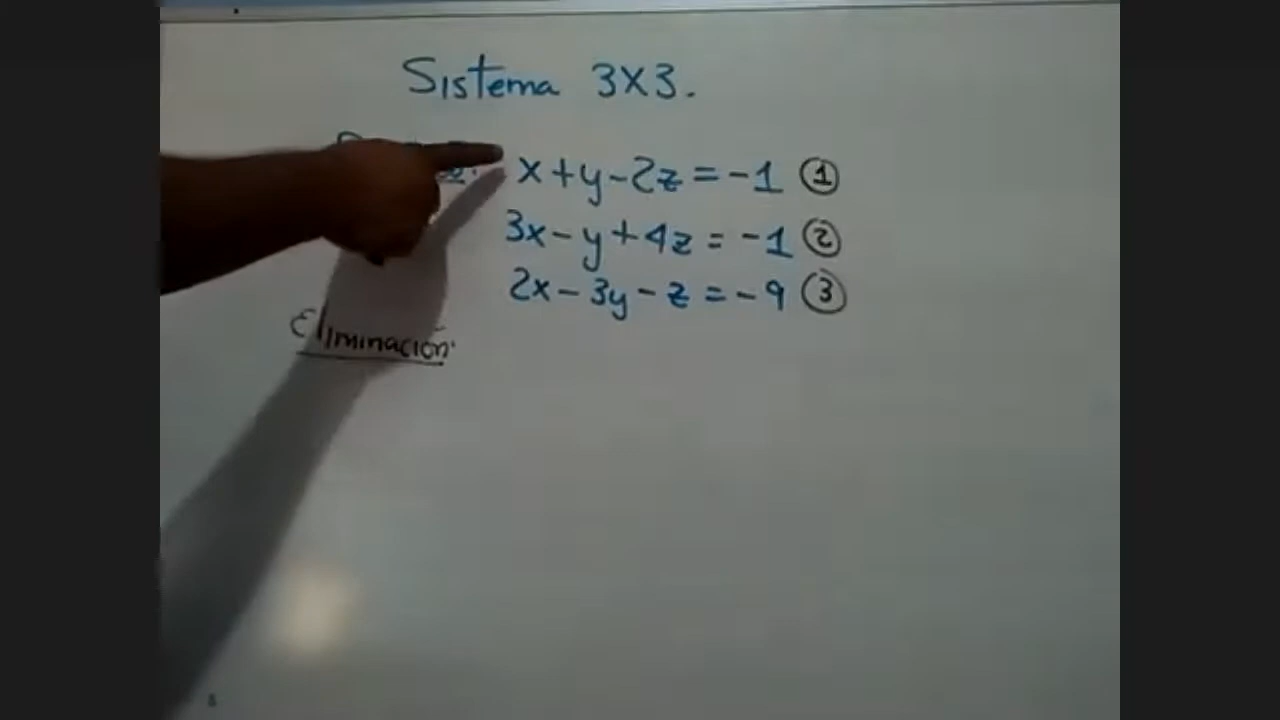 Sistema 3X3.
x+y-2z=-1 ①
3x-y+4z=-1 ②
2x-3y-z=-9 ③
Eliminación.